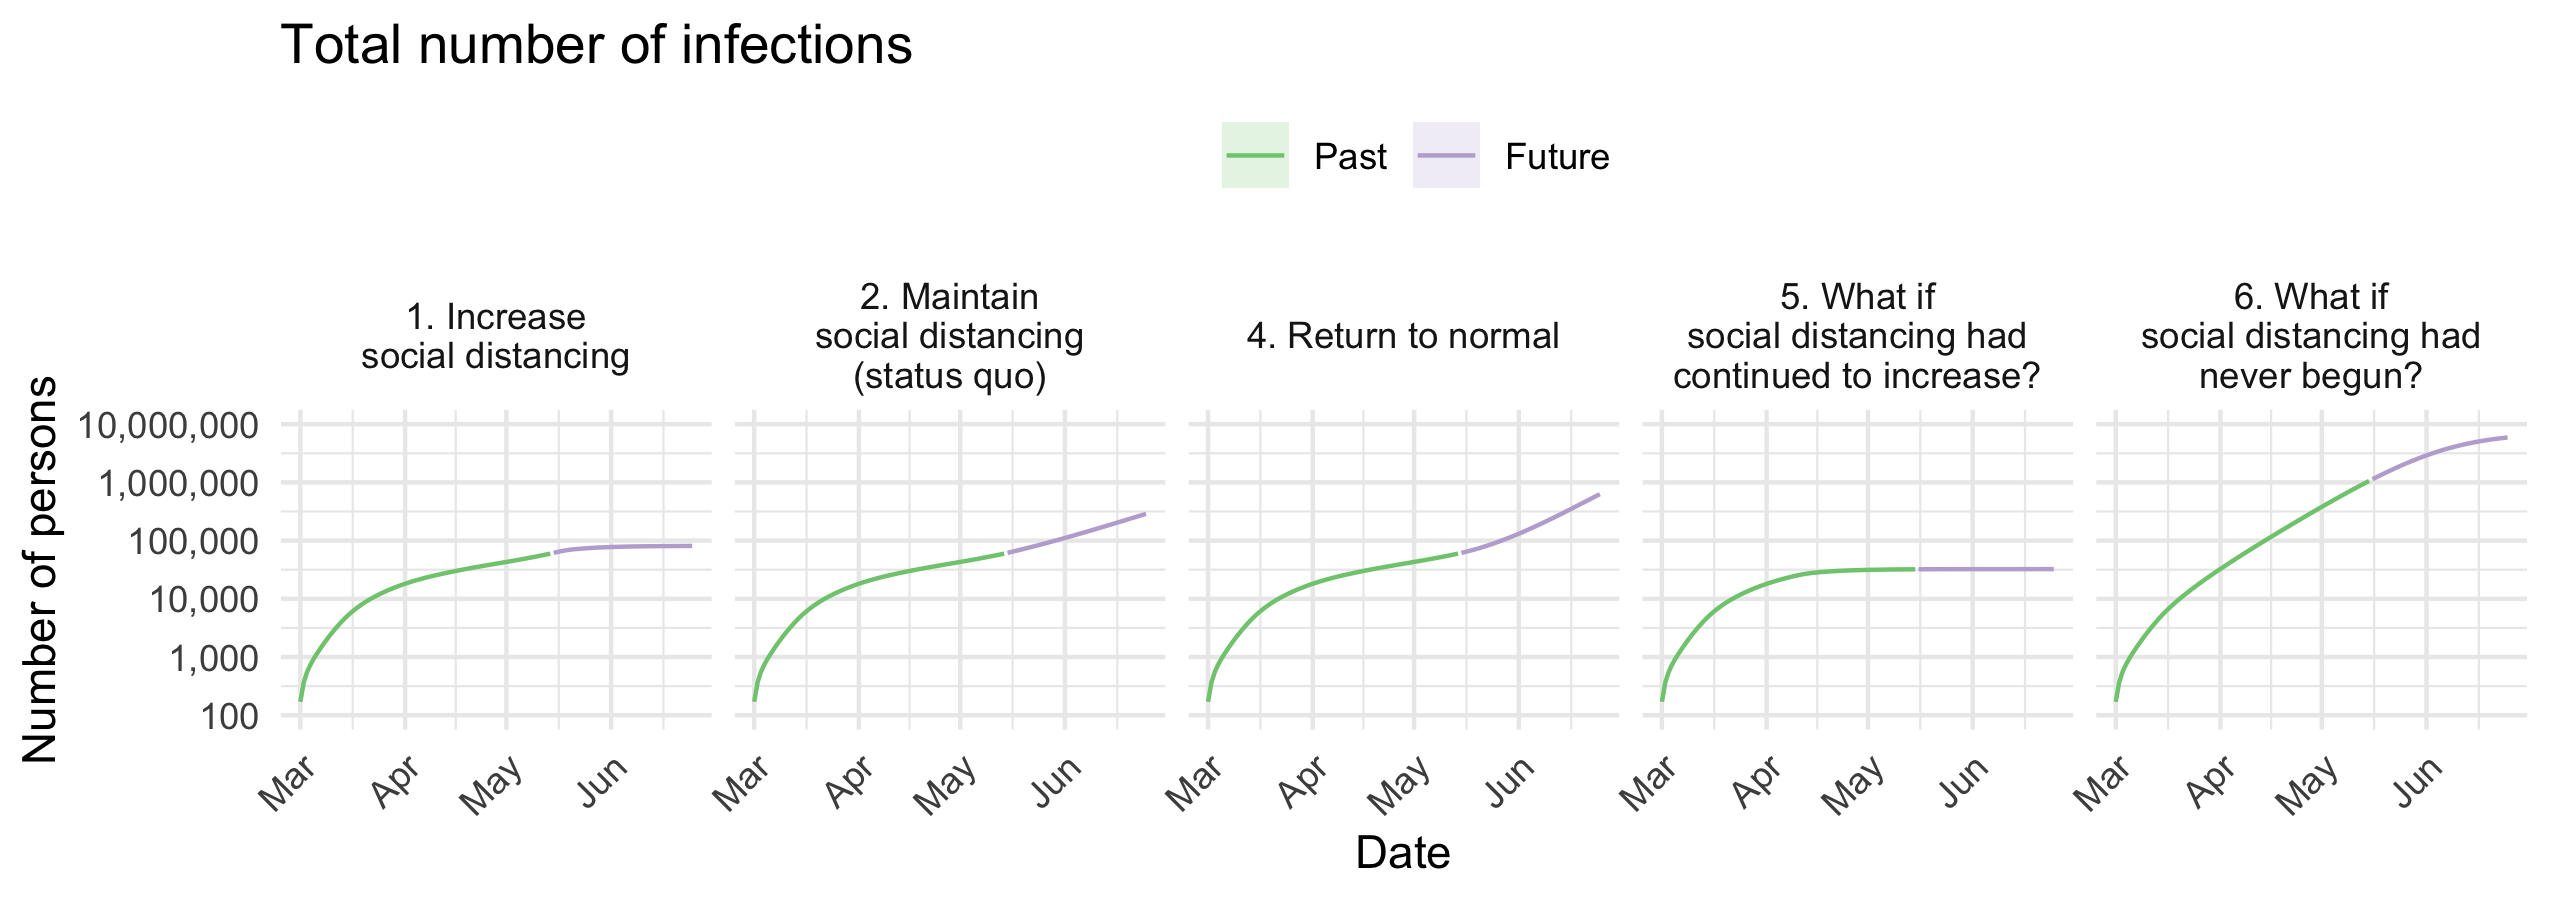 Total number of infections
Past
Future
1. Increase
social distancing
2. Maintain
social distancing
(status quo)
4. Return to normal
5. What if
social distancing had
continued to increase?
6. What if
social distancing had
never begun?
Number of persons
10,000,000
1,000,000
100,000
10,000
1,000
100
Mar
Apr
May
Jun
Mar
Apr
May
Jun
Mar
Apr
May
Jun
Mar
Apr
May
Jun
Mar
Apr
May
Jun
Date